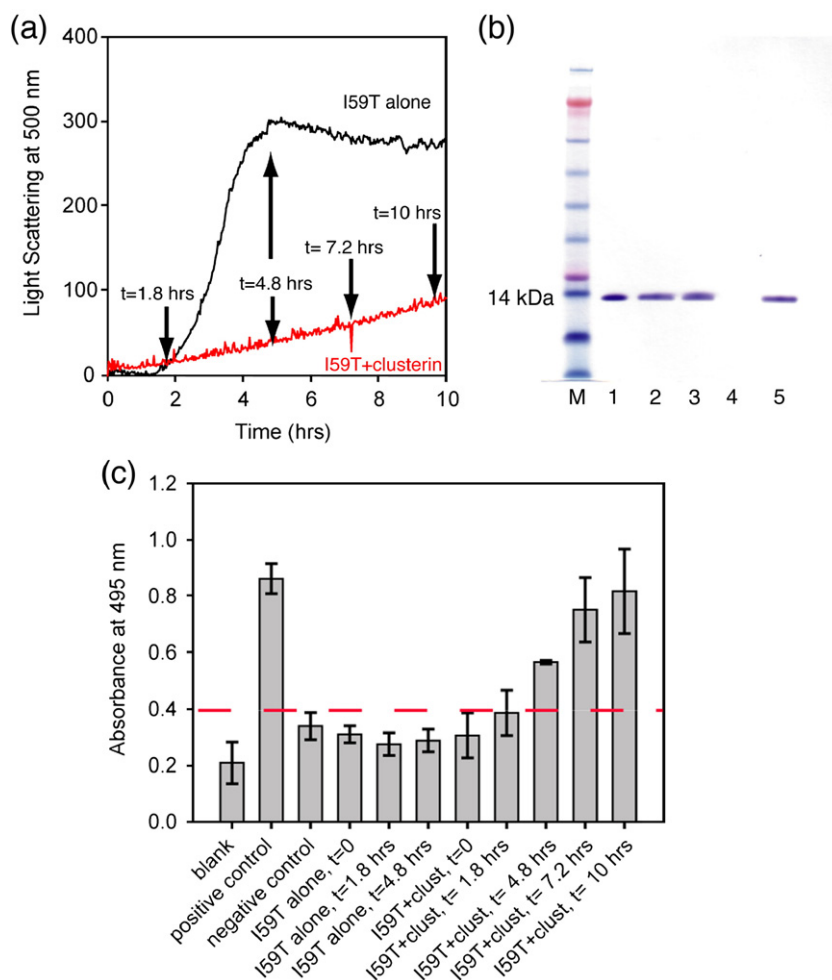 (a)
400
300
200
100
0
Light Scattering at 500 nm
I59T alone
t=10 hrs
t= 7.2 hrs
t=4.8 hrs
t=1.8 hrs
I59T+clusterin
0 2 4 6 8 10
Time (hrs)
(b)
14 kDa
M 1 2 3 4 5
(c)
1.2
1.0
0.8
0.6
0.4
0.2
0.0
Absorbance at 495 nm
blank
positive control
negative control
I59T alone, t=0
I59T alone, t=1.8 hrs
I59T alone, t=4.8 hrs
I59T+clust, t=0
I59T+clust, t= 1.8 hrs
I59T+clust, t= 4.8 hrs
I59T+clust, t= 7.2 hrs
I59T+clust, t= 10 hrs